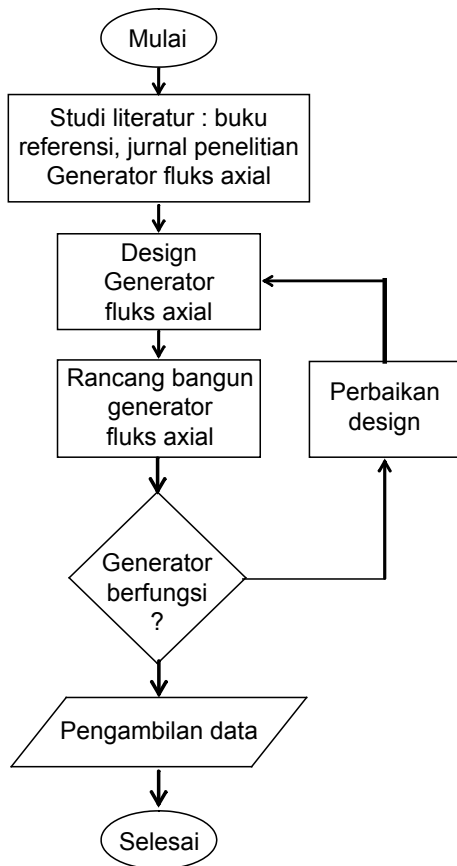 Mulai
Studi literatur : buku
referensi, jurnal penelitian
Generator fluks axial
Design
Generator
fluks axial
Rancang bangun
generator
fluks axial
Perbaikan
design
Generator
berfungsi
?
Pengambilan data
Selesai